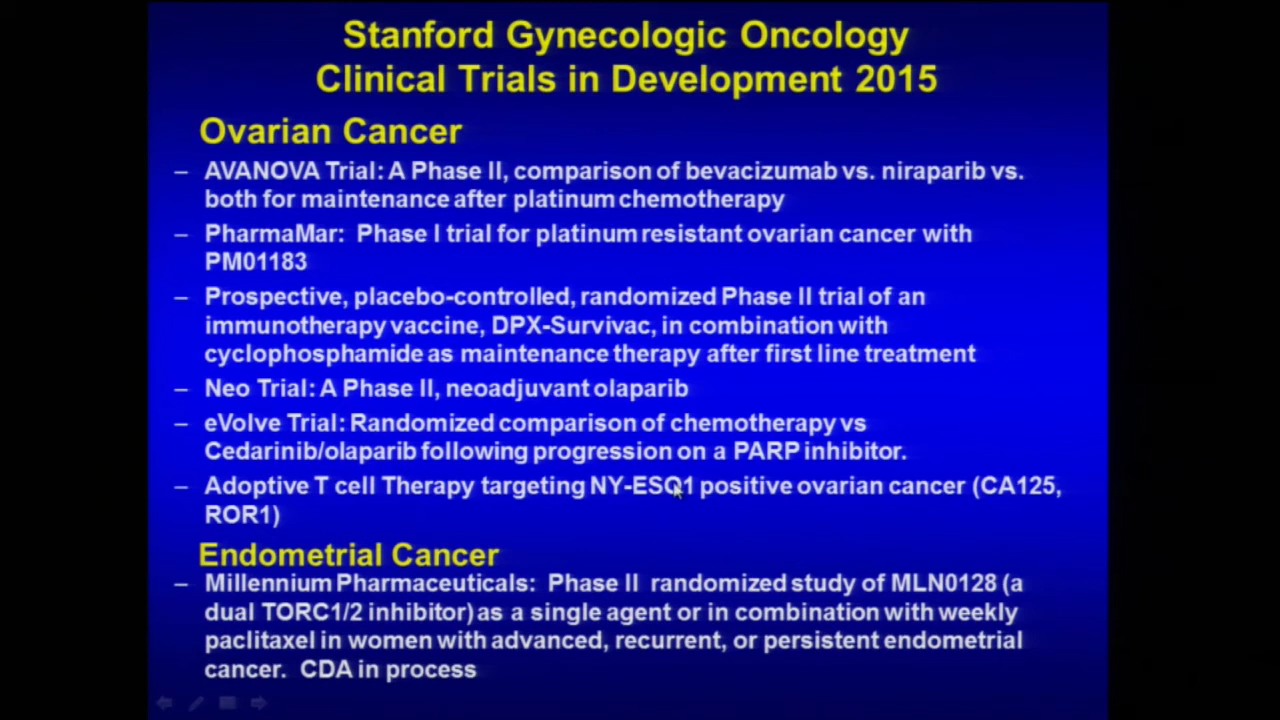 Stanford Gynecologic Oncology
Clinical Trials in Development 2015
Ovarian Cancer
– AVANOVA Trial: A Phase II, comparison of bevacizumab vs. niraparib vs.
both for maintenance after platinum chemotherapy
– PharmaMar: Phase I trial for platinum resistant ovarian cancer with
PM01183
– Prospective, placebo-controlled, randomized Phase II trial of an
immunotherapy vaccine, DPX-Survivac, in combination with
cyclophosphamide as maintenance therapy after first line treatment
– Neo Trial: A Phase II, neoadjuvant olaparib
– eVolve Trial: Randomized comparison of chemotherapy vs
Cedarinib/olaparib following progression on a PARP inhibitor.
– Adoptive T cell Therapy targeting NY-ESO1 positive ovarian cancer (CA125,
ROR1)
Endometrial Cancer
– Millennium Pharmaceuticals: Phase II randomized study of MLN0128 (a
dual TORC1/2 inhibitor) as a single agent or in combination with weekly
paclitaxel in women with advanced, recurrent, or persistent endometrial
cancer. CDA in process